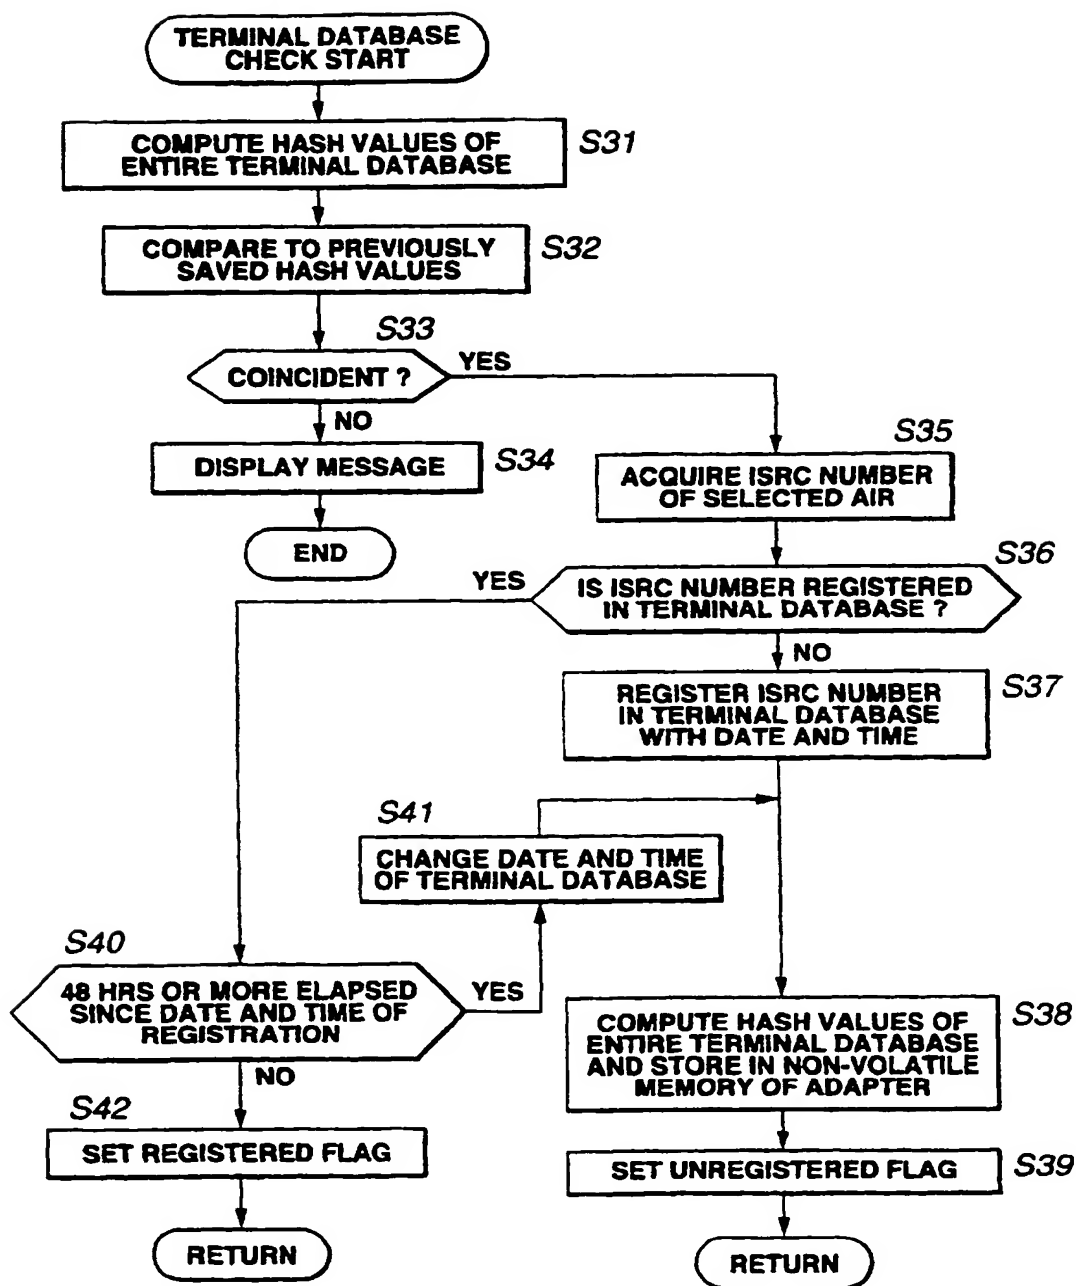 TERMINAL DATABASE
CHECK START
COMPUTE HASH VALUES OF
ENTIRE TERMINAL DATABASE
S31
COMPARE TO PREVIOUSLY
SAVED HASH VALUES
S32
S33
COINCIDENT ?
YES
NO
DISPLAY MESSAGE
S34
END
S35
ACQUIRE ISRC NUMBER
OF SELECTED AIR
S36
IS ISRC NUMBER REGISTERED
IN TERMINAL DATABASE ?
YES
NO
REGISTER ISRC NUMBER
IN TERMINAL DATABASE
WITH DATE AND TIME
S37
S41
CHANGE DATE AND TIME
OF TERMINAL DATABASE
S40
48 HRS OR MORE ELAPSED
SINCE DATE AND TIME OF
REGISTRATION
YES
NO
COMPUTE HASH VALUES OF
ENTIRE TERMINAL DATABASE
AND STORE IN NON-VOLATILE
MEMORY OF ADAPTER
S38
S42
SET REGISTERED FLAG
SET UNREGISTERED FLAG
S39
RETURN
RETURN